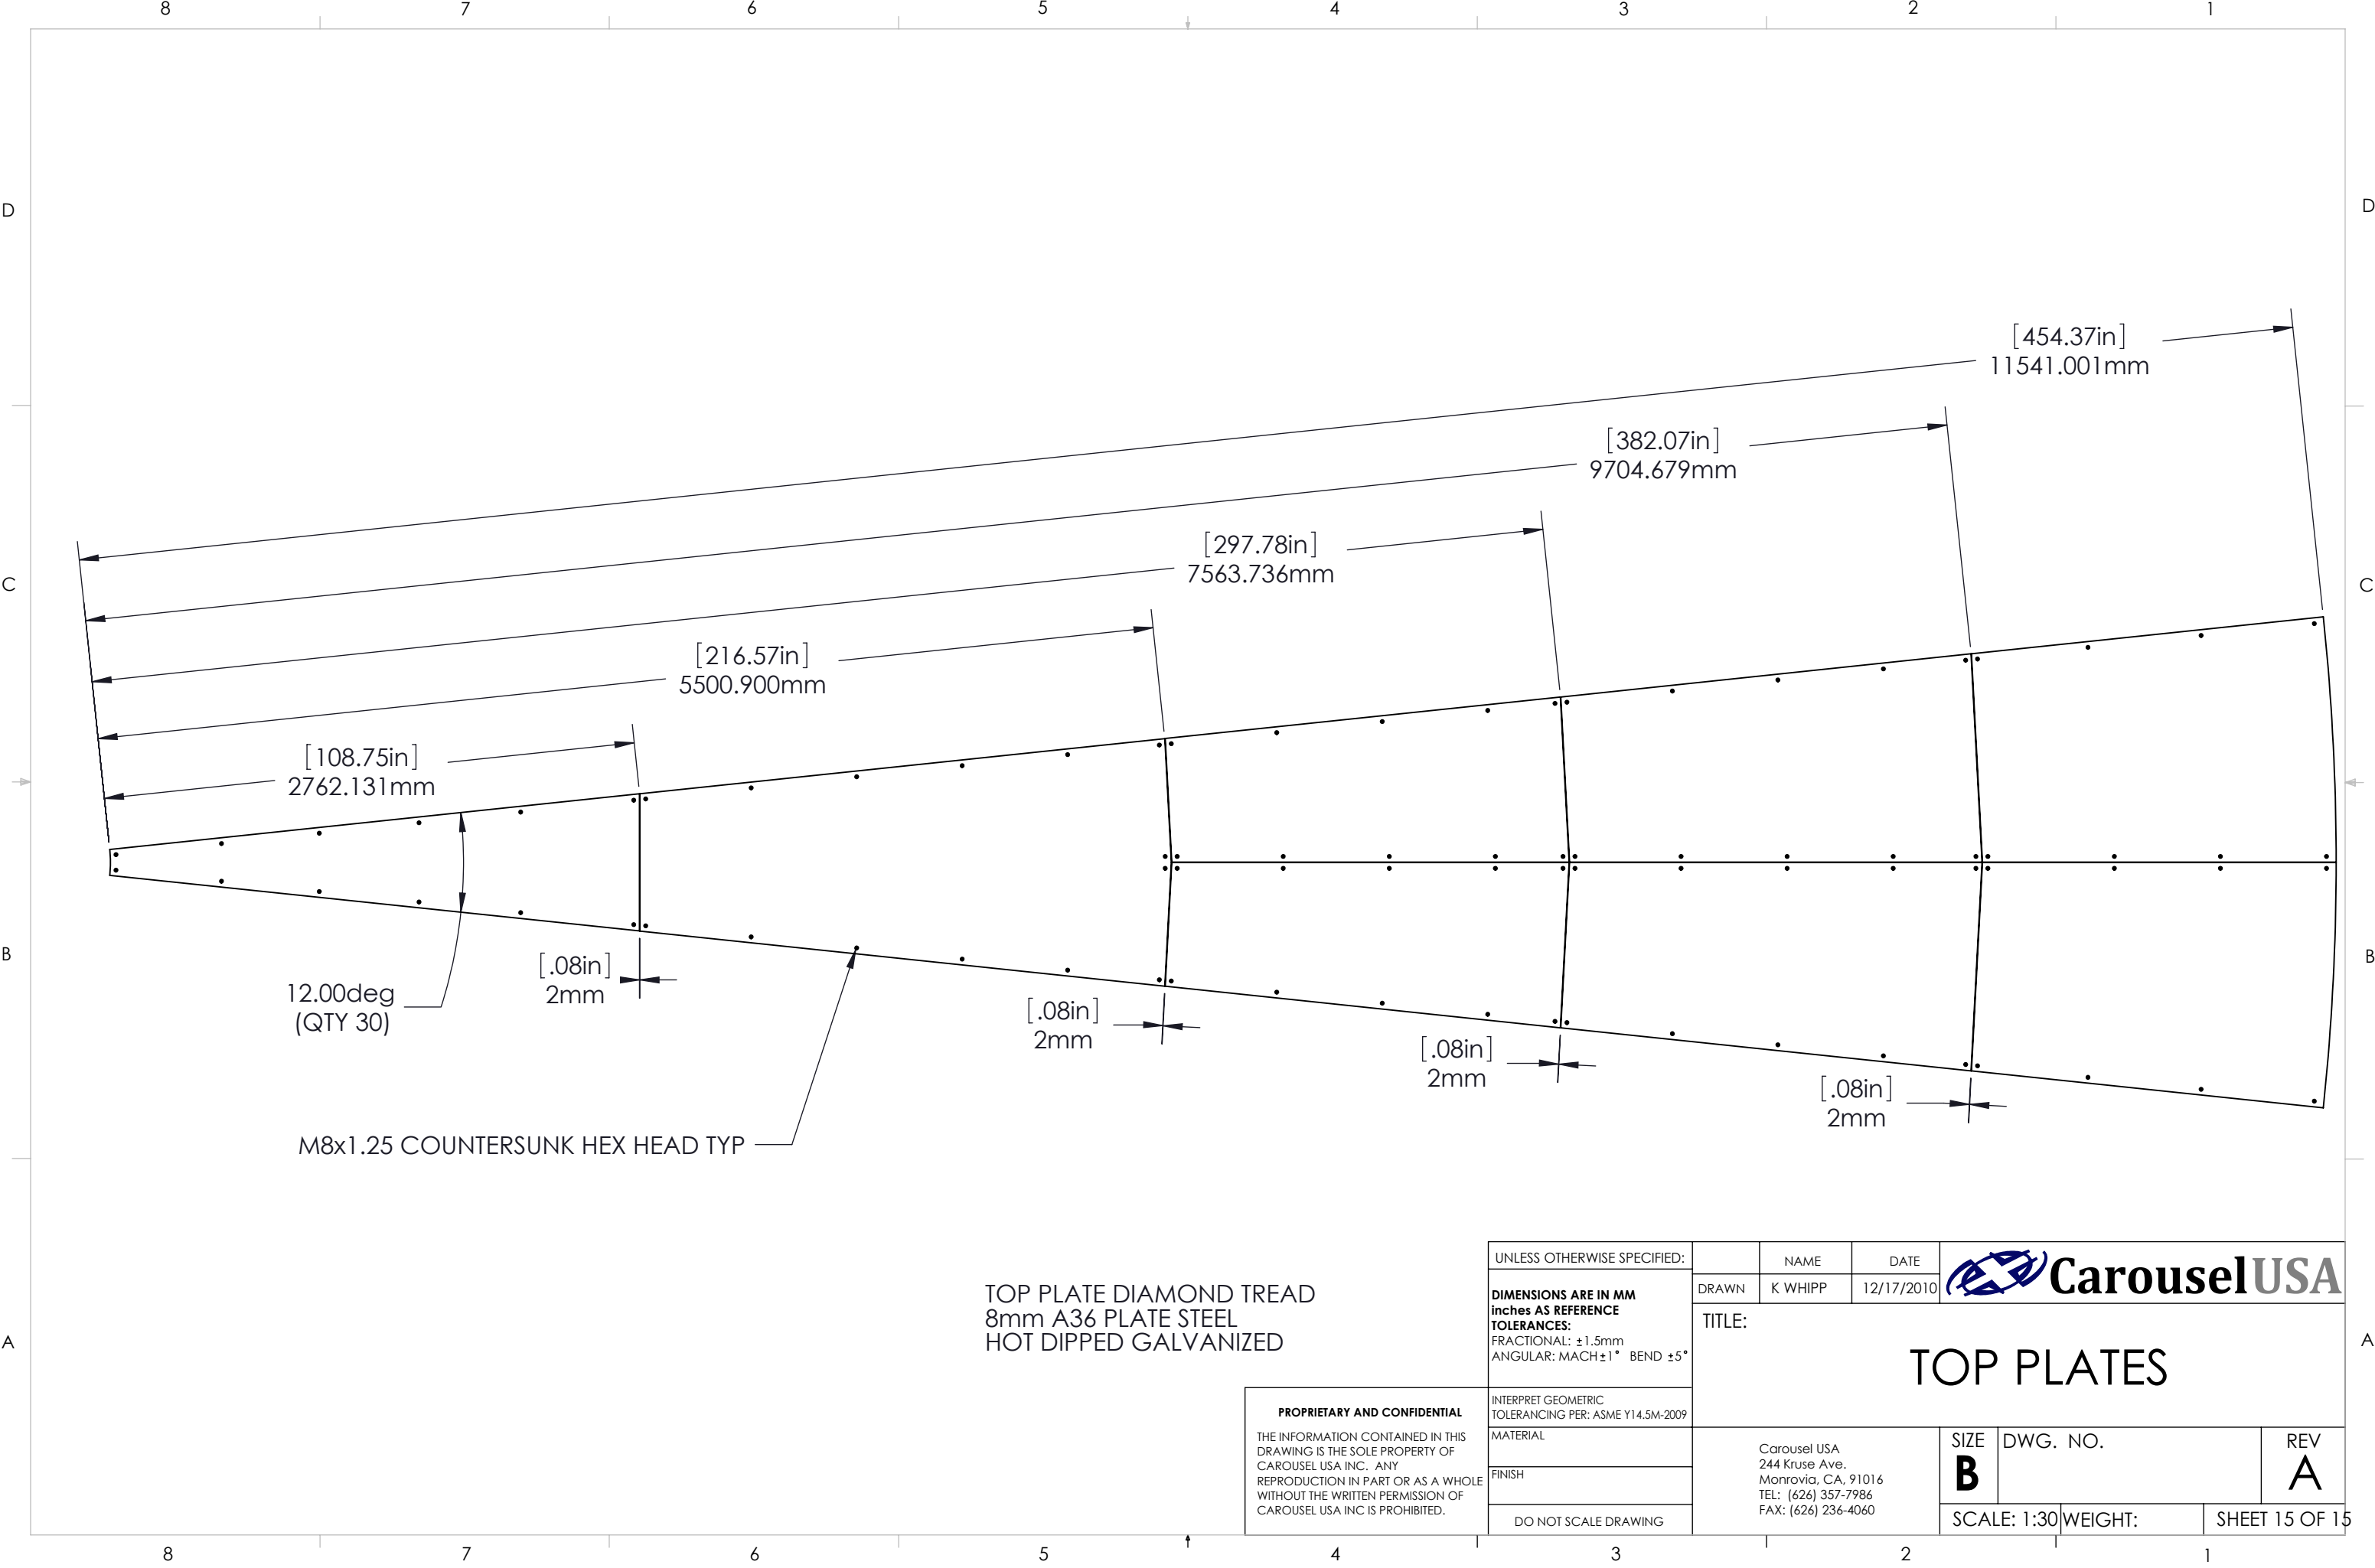 8 7 6 5 4 3 2 1
D D
[454.37in]
11541.001mm
[382.07in]
9704.679mm
[297.78in]
7563.736mm
C C
[216.57in]
5500.900mm
[108.75in]
2762.131mm
B B
[.08in]
2mm
12.00deg
(QTY 30)
[.08in]
2mm
[.08in]
2mm
[.08in]
2mm
M8x1.25 COUNTERSUNK HEX HEAD TYP
TOP PLATE DIAMOND TREAD
8mm A36 PLATE STEEL
HOT DIPPED GALVANIZED
A A
PROPRIETARY AND CONFIDENTIAL
THE INFORMATION CONTAINED IN THIS
DRAWING IS THE SOLE PROPERTY OF
CAROUSEL USA INC. ANY
REPRODUCTION IN PART OR AS A WHOLE
WITHOUT THE WRITTEN PERMISSION OF
CAROUSEL USA INC IS PROHIBITED.
UNLESS OTHERWISE SPECIFIED:
DIMENSIONS ARE IN MM
inches AS REFERENCE
TOLERANCES:
FRACTIONAL: ±1.5mm
ANGULAR: MACH±1° BEND ±5°
INTERPRET GEOMETRIC
TOLERANCING PER: ASME Y14.5M-2009
MATERIAL
FINISH
DO NOT SCALE DRAWING
NAME DATE
DRAWN K WHIPP 12/17/2010
CarouselUSA
TITLE:
TOP PLATES
Carousel USA
244 Kruse Ave.
Monrovia, CA, 91016
TEL: (626) 357-7986
FAX: (626) 236-4060
SIZE DWG. NO. REV
B A
SCALE: 1:30 WEIGHT: SHEET 15 OF 15
8 7 6 5 4 3 2 1